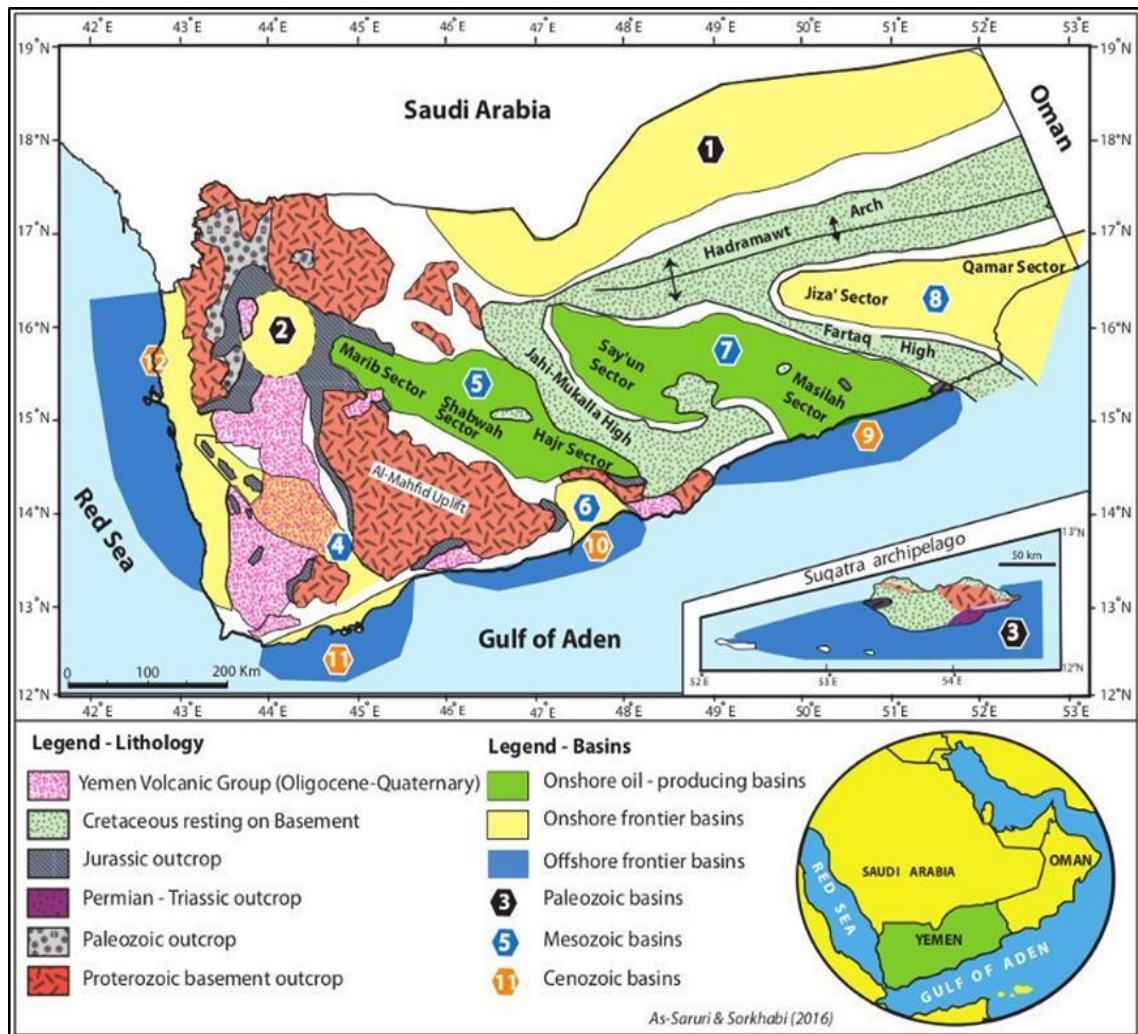 42°E 43°E 44°E 45°E 46°E 47°E 48°E 49°E 50°E 51°E 52°E 53°E
19°N 19°N
Saudi Arabia
Oman
18°N 18°N
1
17°N 17°N
Hadramawt Arch
Qamar Sector
Jiza' Sector
8
16°N 16°N
2
12
Fartaq High
7
Say'un
Sector
Masilah
Sector
Marib Sector
5
Shabwah
Sector
Hajr Sector
Jahi-Mukalla High
15°N 15°N
9
Al-Mahfid Uplift
14°N 14°N
6
10
4
Red Sea
13°N
Gulf of Aden
11
Suqatra archipelago
13°N
50 km
13°N
3
12°N
52 E 53°E 54°E
0 100 200 Km
12°N 12°N
42°E 43°E 44°E 45°E 46°E 47°E 48°E 49°E 50°E 51°E 52°E 53°E
Legend - Lithology
Yemen Volcanic Group (Oligocene-Quaternary)
Cretaceous resting on Basement
Jurassic outcrop
Permian - Triassic outcrop
Paleozoic outcrop
Proterozoic basement outcrop
Legend - Basins
Onshore oil - producing basins
Onshore frontier basins
Offshore frontier basins
3 Paleozoic basins
5 Mesozoic basins
11 Cenozoic basins
SAUDI ARABIA
OMAN
RED SEA
YEMEN
GULF OF ADEN
As-Saruri & Sorkhabi (2016)